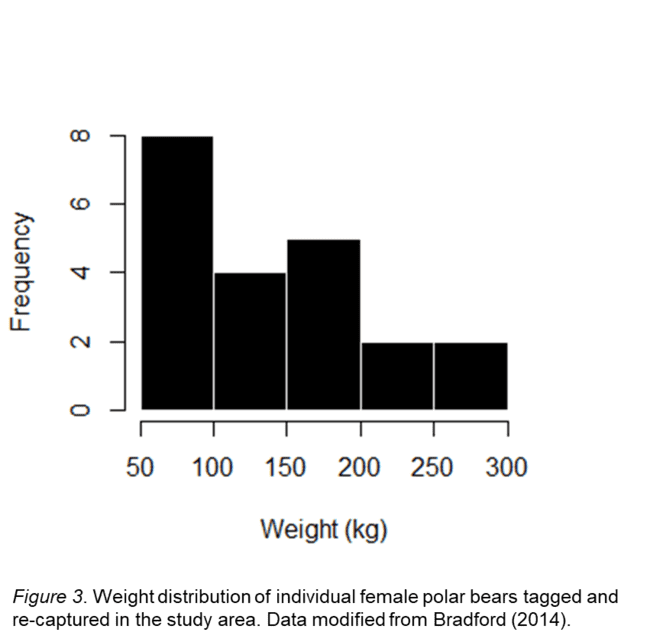 8
6
4
2
0
Frequency
50 100 150 200 250 300
Weight (kg)
Figure 3. Weight distribution of individual female polar bears tagged and
re-captured in the study area. Data modified from Bradford (2014).